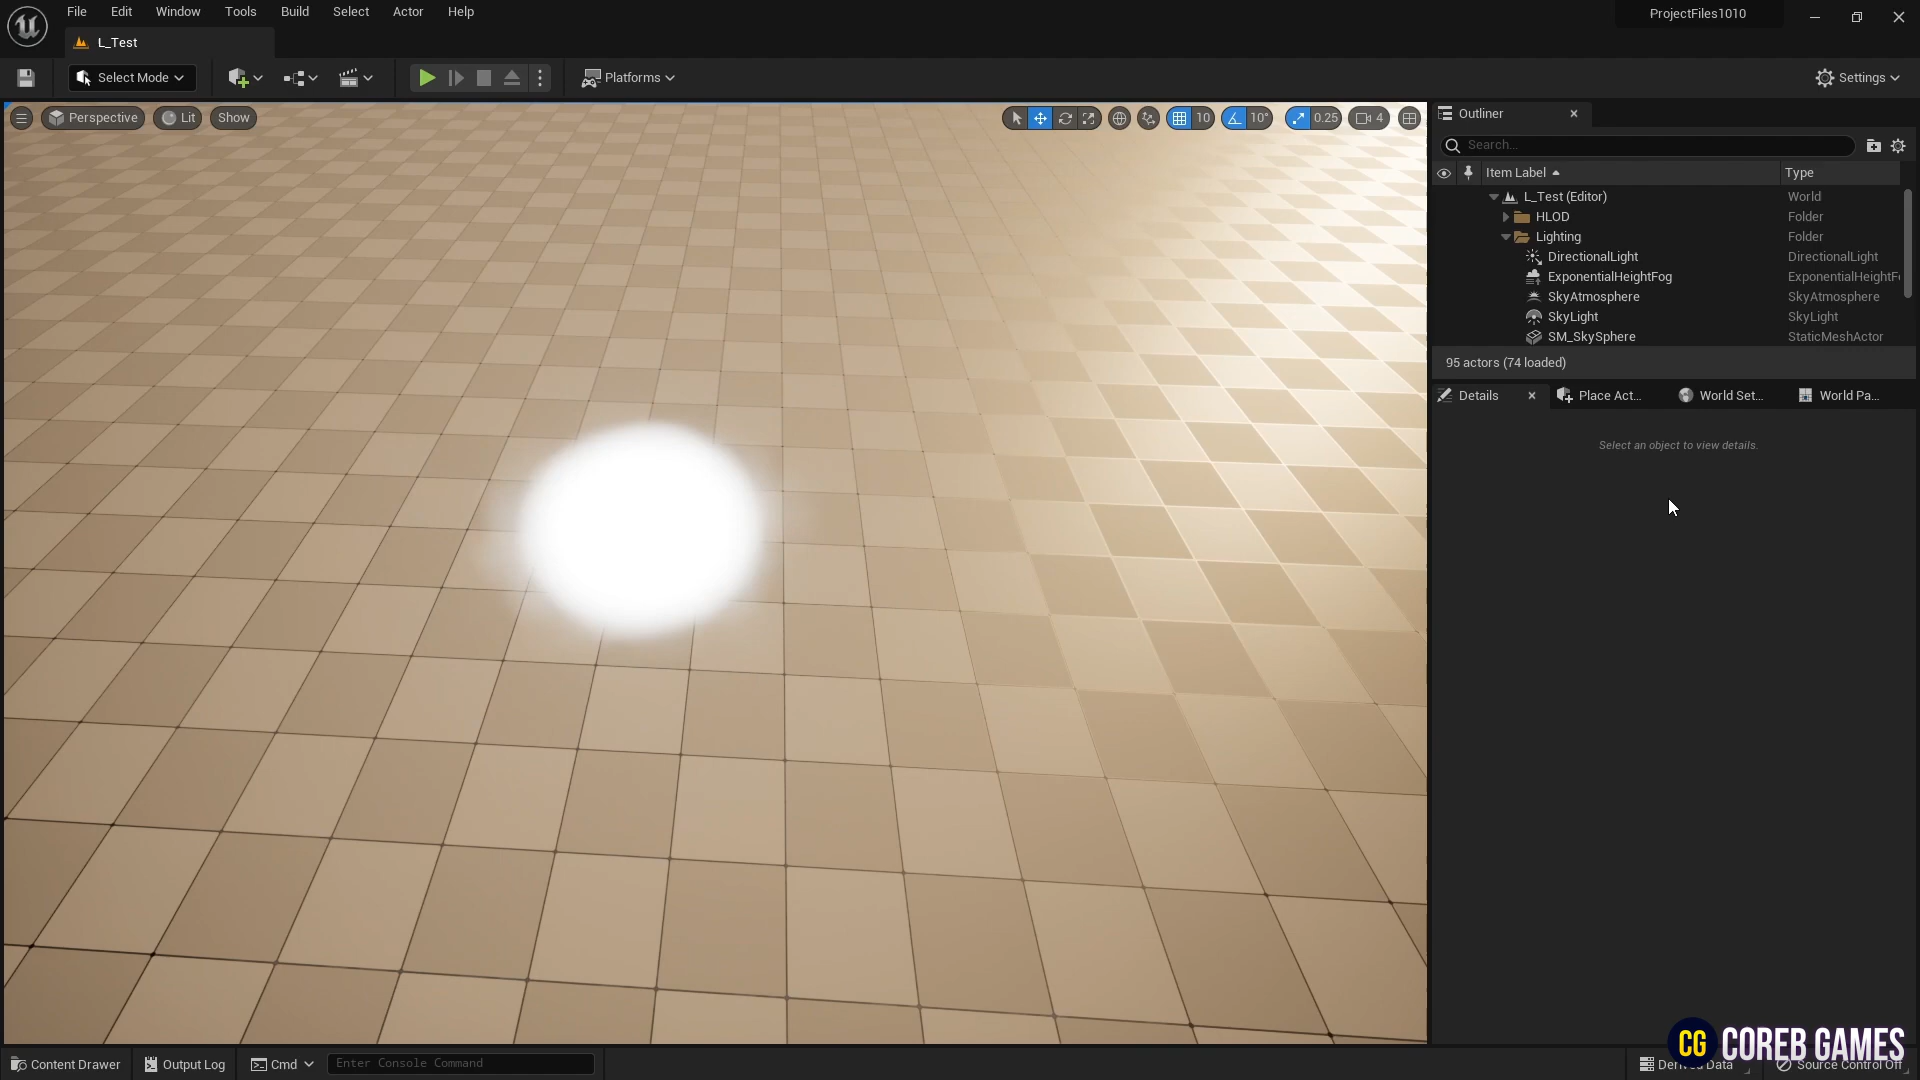 File Edit Window Tools Build Select Actor Help
ProjectFiles1010
L_Test
Select Mode
Platforms
Settings
Perspective Lit Show
10 10° 0.25 4
Outliner
Search...
Item Label Type
L_Test (Editor) World
HLOD Folder
Lighting Folder
DirectionalLight DirectionalLight
ExponentialHeightFog ExponentialHeightF
SkyAtmosphere SkyAtmosphere
SkyLight SkyLight
SM_SkySphere StaticMeshActor
95 actors (74 loaded)
Details Place Act... World Set... World Pa...
Select an object to view details.
CG COREB GAMES
Content Drawer Output Log Cmd Enter Console Command
Derived Data Source Control Off